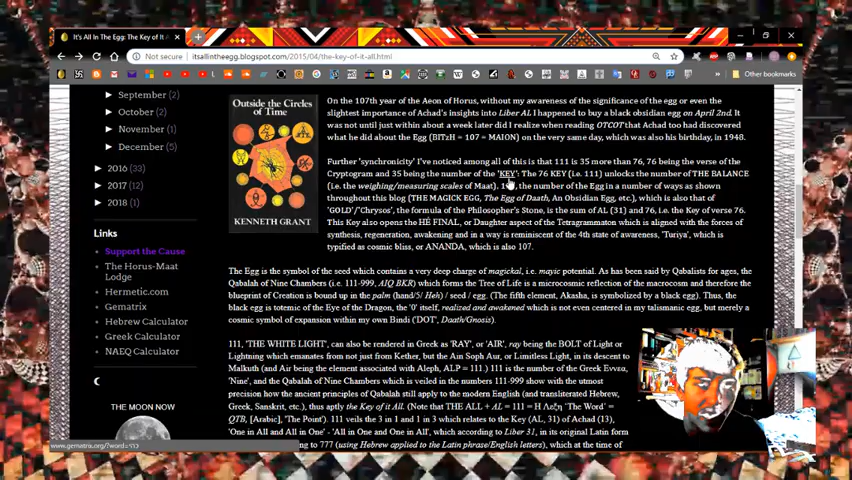 It's All In The Egg: The Key of It A
Not secure | itsallintheegg.blogspot.com/2015/04/the-key-of-it-all.html
Other bookmarks
September (2)
October (2)
November (1)
December (2)
2016 (12)
2017 (12)
2018 (1)
Links
Support the Cause
The Horus-Maat
Lodge
Hermetic.com
Gematrix
Hebrew Calculator
Greek Calculator
NAEQ Calculator
THE MOON NOW
Outside the Circles
of Time
KENNETH GRANT
On the 107th year of the Aeon of Horus, without my awareness of the significance of the egg or even the
slightest importance of Achad's insights into Liber AL I happened to buy a black obsidian egg on April 2nd. It
was not until just within about a week later did I realize when reading OTCOT that Achad too had discovered
what he did about the Egg (BITzH = 107 = MAION) on the very same day, which was also his birthday, in 1948.
Further 'synchronicity' I've noticed among all of this is that 111 is 35 more than 76, 76 being the verse of the
Cryptogram and 35 being the number of the 'KEY': The 76 KEY (i.e. 111) unlocks the number of THE BALANCE
(i.e. the weighing/measuring scales of Maat). the number of the Egg in a number of ways as shown
throughout this blog (THE MAGICK EGG, The Egg of Daath, An Obsidian Egg, etc.), which is also that of
'GOLD'/'Chrysos', the formula of the Philosopher's Stone, is the sum of AL (31) and 76, i.e. the Key of verse 76.
This Key also opens the HÉ FINAL, or Daughter aspect of the Tetragrammaton which is aligned with the forces of
synthesis, regeneration, awakening and in a way is reminiscent of the 4th state of awareness, 'Turiya', which is
typified as cosmic bliss, or ANANDA, which is also 107.
The Egg is the symbol of the seed which contains a very deep charge of magickal, i.e. mayic potential. As has been said by Qabalists for ages, the
Qabalah of Nine Chambers (i.e. 111-999, AIQ BKR) which forms the Tree of Life is a microcosmic reflection of the macrocosm and therefore the
blueprint of Creation is bound up in the palm (hand/5/ Heh) / seed / egg. (The fifth element, Akasha, is symbolized by a black egg). Thus, the
black egg is totemic of the Eye of the Dragon, the '0' itself, realized and awakened which is not even centered in my talismanic egg, but merely a
cosmic symbol of expansion within my own Bindi ('DOT', Daath/Gnosis).
111, 'THE WHITE LIGHT', can also be rendered in Greek as 'RAY', or 'AIR', ray being the BOLT of Light or
Lightning which emanates from not just from Kether, but the Ain Soph Aur, or Limitless Light, in its descent to
Malkuth (and Air being the element associated with Aleph, ALP = 111.) 111 is the number of the Greek Εννεα,
'Nine', and the Qabalah of Nine Chambers which is veiled in the numbers 111-999 show with the utmost
precision how the ancient principles of Qabalah still apply to the modern English (and transliterated Hebrew,
Greek, Sanskrit, etc.), thus aptly the Key of it All. (Note that THE ALL + AL = 111 = Η Λεξη 'The Word' =
QTB, [Arabic], 'The Point'). 111 veils the 3 in 1 and 1 in 3 which relates to the Key (AL, 31) of Achad (13),
'One in All and All in One' - 'All in One and One in All', which according to Liber 31, in its original Latin form
ng to 777 (using Hebrew applied to the Latin phrase/English letters), which at the time of